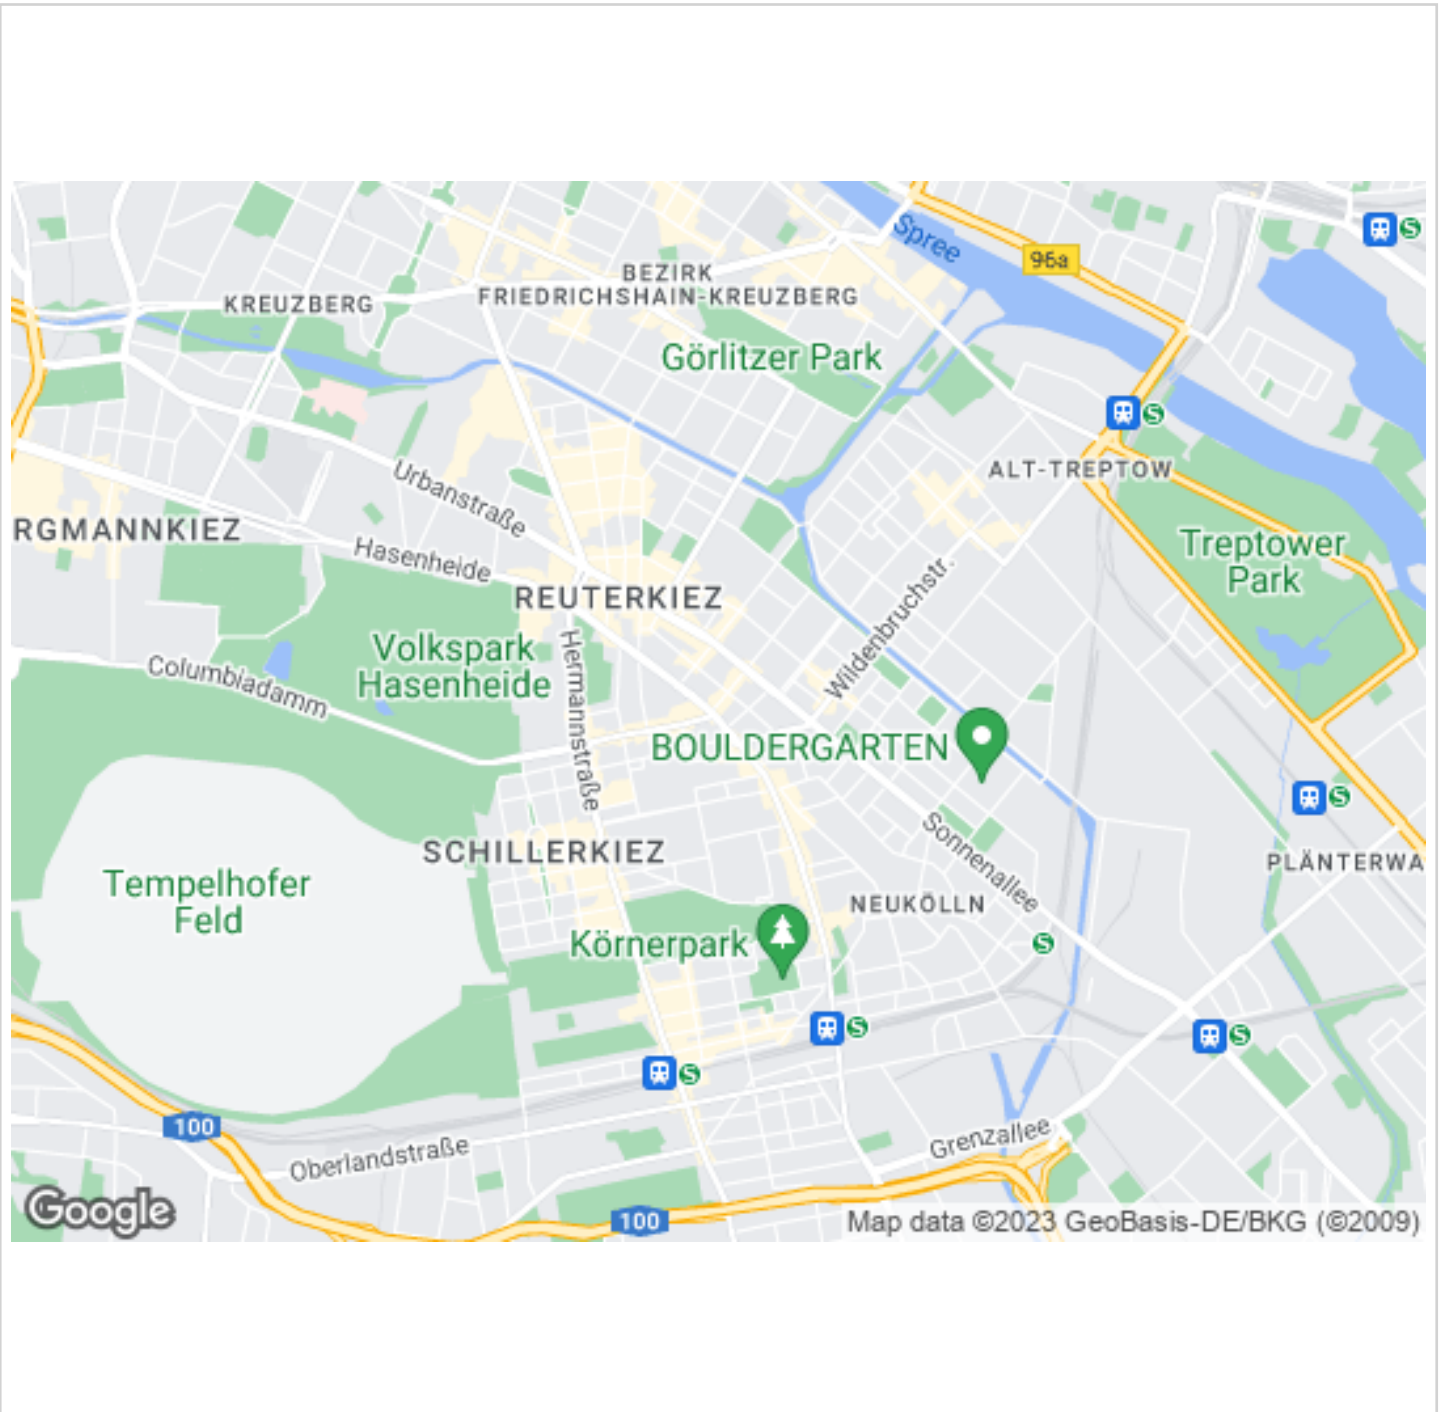 Spree
96a
S
BEZIRK
FRIEDRICHSHAIN-KREUZBERG
KREUZBERG
Görlitzer Park
S
ALT-TREPTOW
Urbanstraße
RGMANNKIEZ
Hasenheide
Treptower
Park
REUTERKIEZ
Wildenbruchstr.
Volkspark
Hasenheide
Columbiadamm
Hermannstraße
BOULDERGARTEN
S
Sonnenallee
SCHILLERKIEZ
PLÄNTERWA
Tempelhofer
Feld
NEUKÖLLN
Körnerpark
S
S
S
S
100
Oberlandstraße
Grenzallee
Google
100
Map data ©2023 GeoBasis-DE/BKG (©2009)